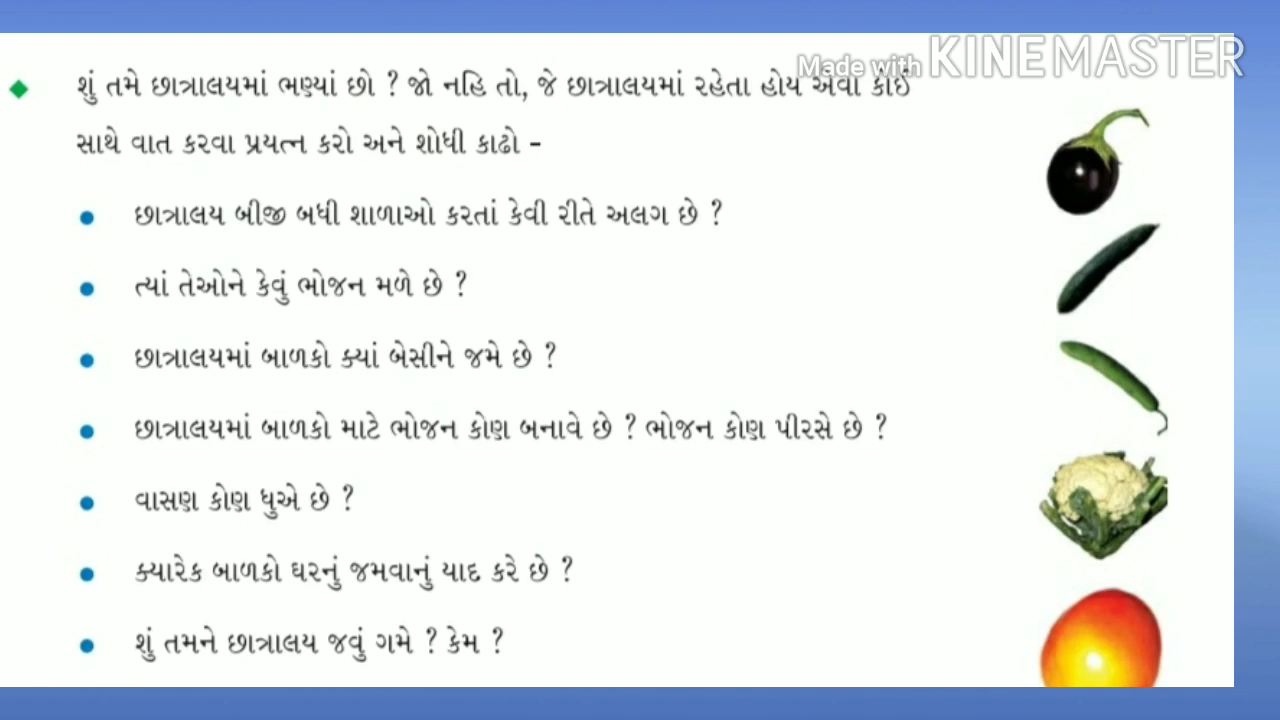 Made with KINEMASTER
શું તમે છાત્રાલયમાં ભણ્યાં છો ? જો નહિ તો, જે છાત્રાલયમાં રહેતા હોય એવા કોઈ
સાથે વાત કરવા પ્રયત્ન કરો અને શોધી કાઢો -
છાત્રાલય બીજી બધી શાળાઓ કરતાં કેવી રીતે અલગ છે ?
ત્યાં તેઓને કેવું ભોજન મળે છે ?
છાત્રાલયમાં બાળકો ક્યાં બેસીને જમે છે ?
છાત્રાલયમાં બાળકો માટે ભોજન કોણ બનાવે છે ? ભોજન કોણ પીરસે છે ?
વાસણ કોણ ધુએ છે ?
ક્યારેક બાળકો ઘરનું જમવાનું યાદ કરે છે ?
શું તમને છાત્રાલય જવું ગમે ? કેમ ?